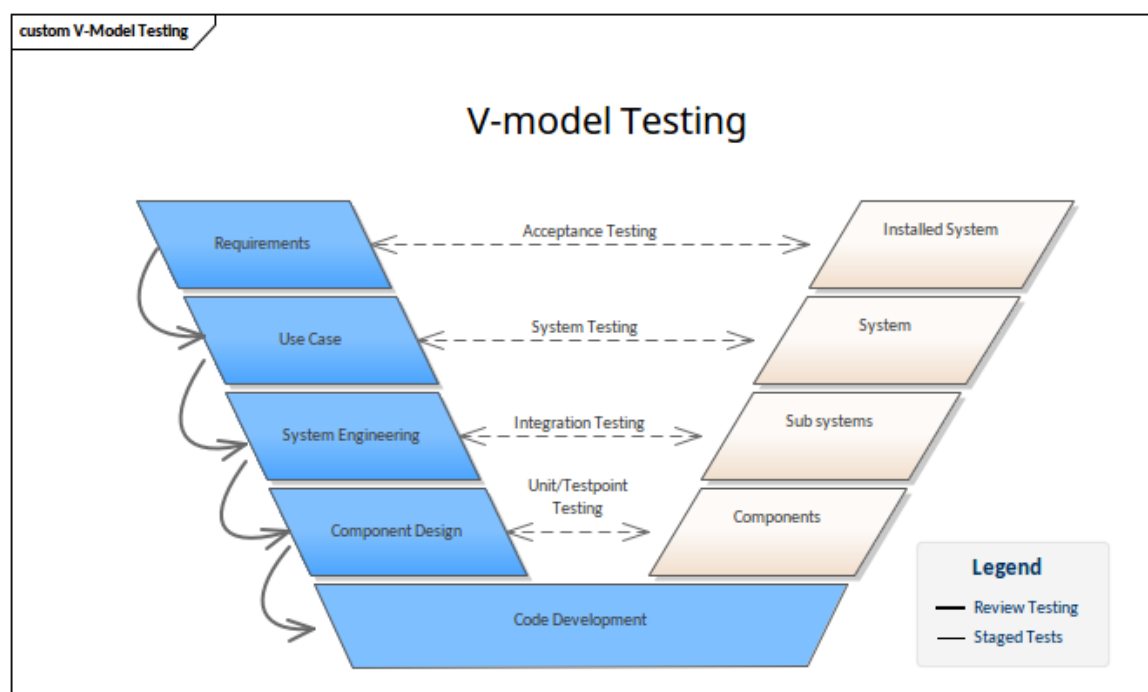 custom V-Model Testing
V-model Testing
Requirements
Acceptance Testing
Installed System
Use Case
System Testing
System
System Engineering
Integration Testing
Sub systems
Component Design
Unit/Testpoint
Testing
Components
Code Development
Legend
Review Testing
Staged Tests